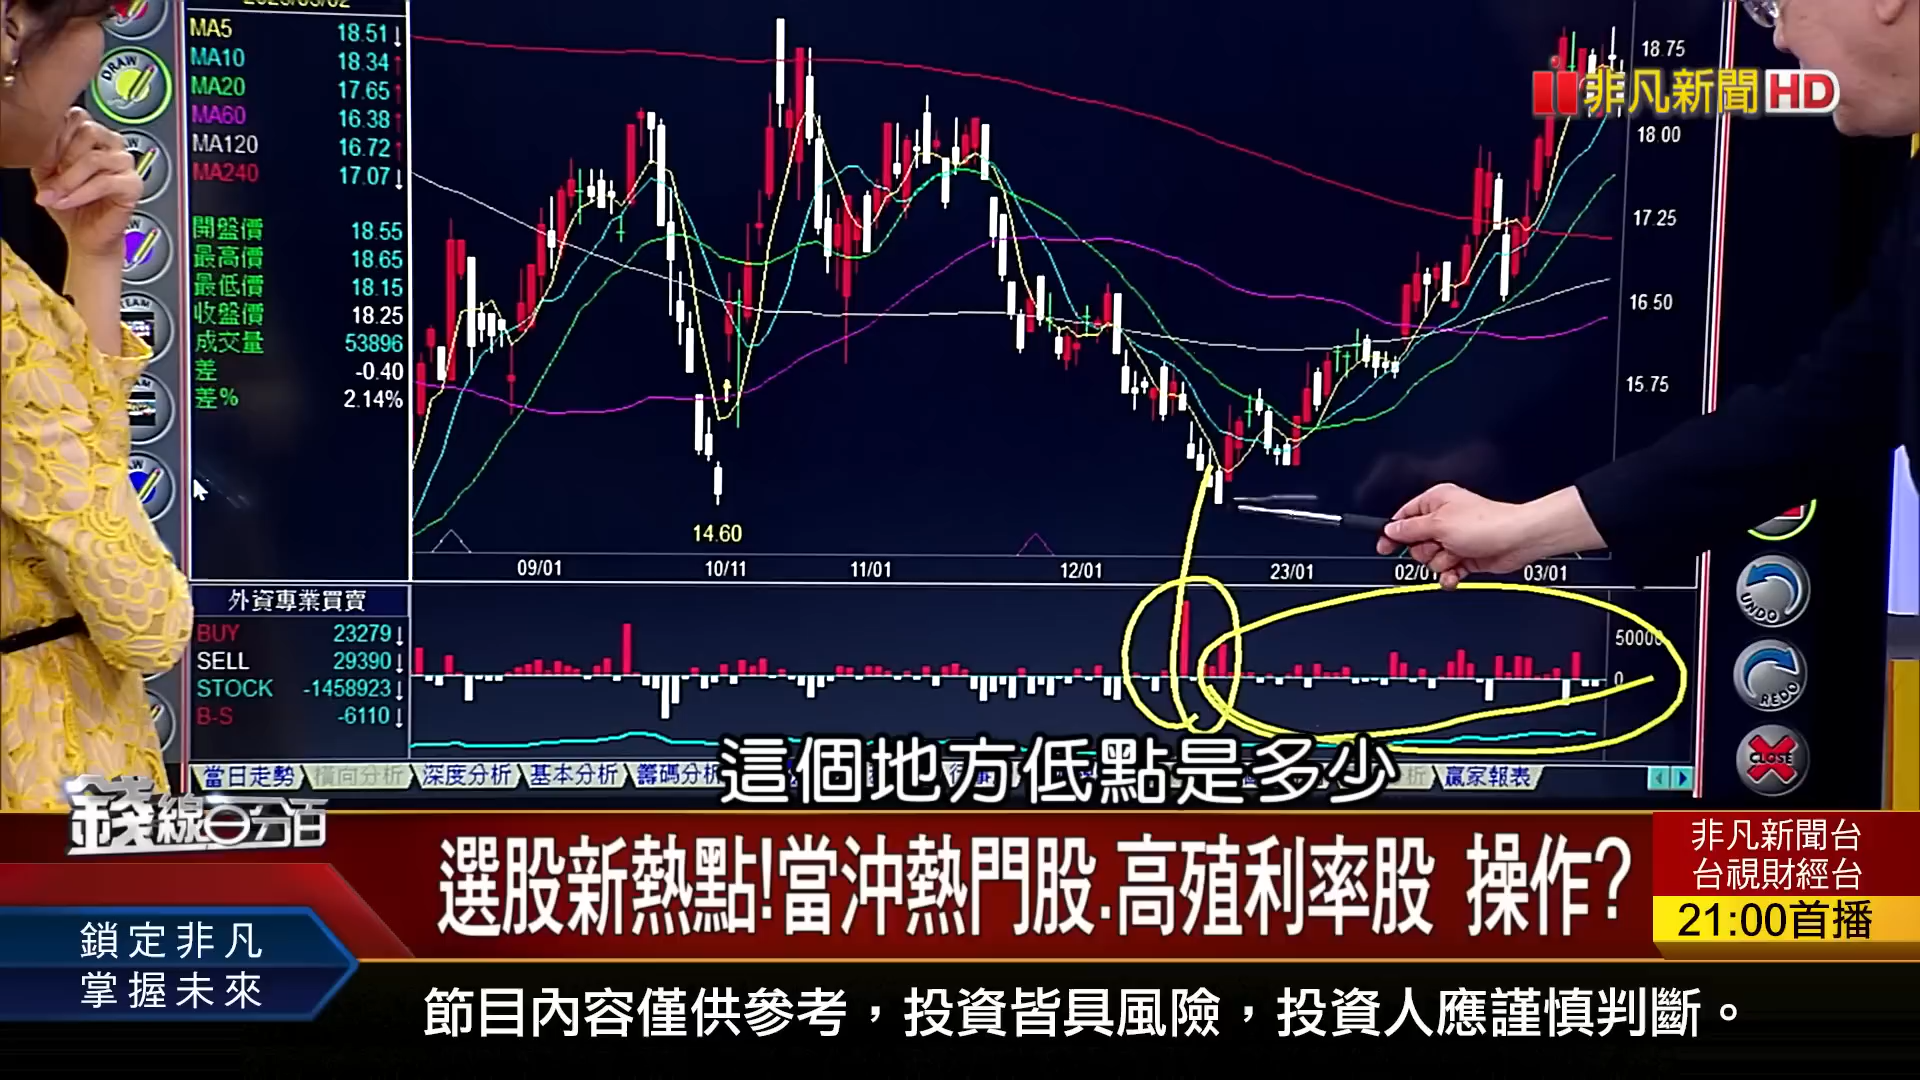 MA5 18.51↓
MA10 18.34↑
MA20 17.65↑
MA60 16.38↑
MA120 16.72↑
MA240 17.07↓
開盤價 18.55
最高價 18.65
最低價 18.15
收盤價 18.25
成交量 53896
差 -0.40
差% 2.14%
DRAW
18.75
非凡新聞HD
18.00
17.25
16.50
15.75
14.60
09/01 10/11 11/01 12/01 23/01 02/01 03/01
外資專業買賣
BUY 23279↓
SELL 29390↓
STOCK -1458923↓
B-S -6110↓
50000
0
UNDO
REDO
CLOSE
當日走勢 橫向分析 深度分析 基本分析 籌碼分析 贏家報表
這個地方低點是多少
錢線百分百
選股新熱點!當沖熱門股.高殖利率股 操作?
非凡新聞台
台視財經台
21:00首播
鎖定非凡
掌握未來
節目內容僅供參考，投資皆具風險，投資人應謹慎判斷。